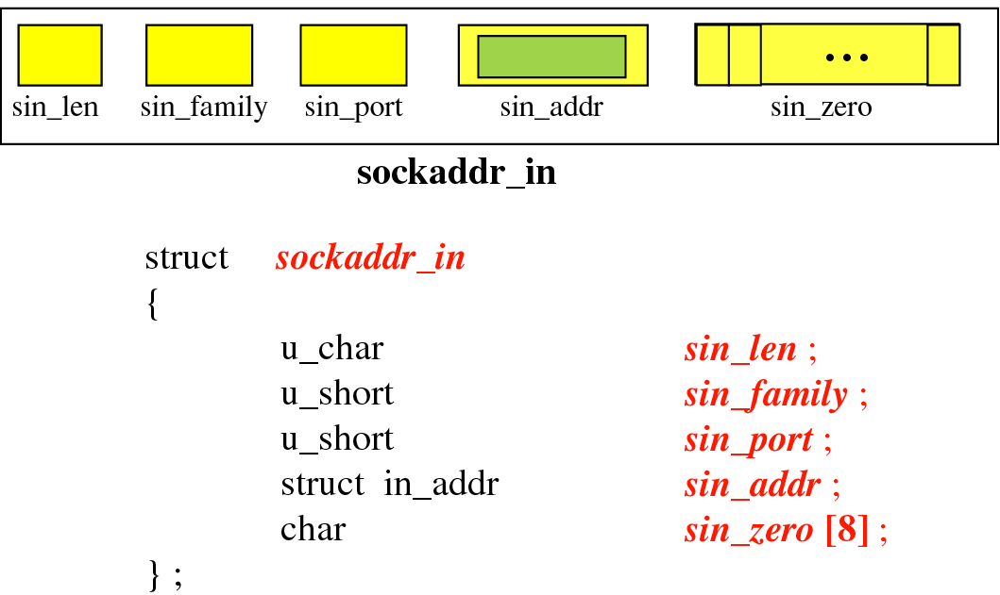 sin_len sin_family sin_port sin_addr sin_zero
sockaddr_in
struct sockaddr_in
{
u_char sin_len ;
u_short sin_family ;
u_short sin_port ;
struct in_addr sin_addr ;
char sin_zero [8] ;
} ;